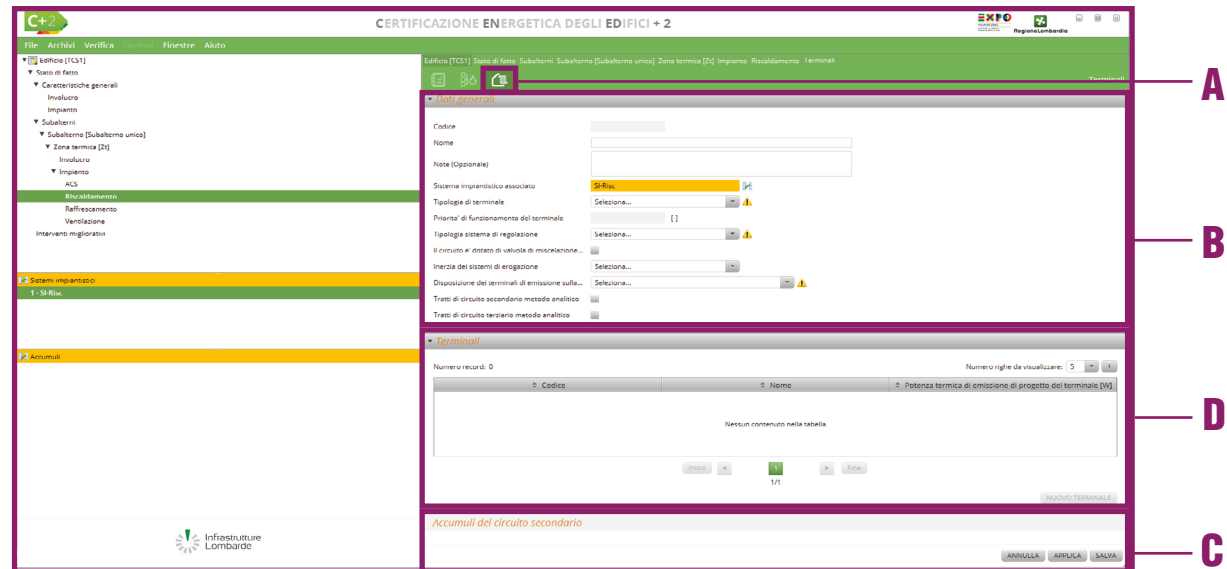 C+2
CERTIFICAZIONE ENERGETICA DEGLI EDIFICI + 2
EXPO
RegioneLombardia
File Archivi Verifica Opzioni Finestre Aiuto
Edificio [TCS1]
Stato di fatto
Caratteristiche generali
Involucro
Impianto
Subalterni
Subalterno [Subalterno unico]
Zona termica [Zt]
Involucro
Impianto
ACS
Riscaldamento
Raffrescamento
Ventilazione
Interventi migliorativi
Sistemi impiantistici
1 - SI-Risc
Accumuli
Infrastrutture
Lombarde
Edificio [TCS1] Stato di fatto Subalterni Subalterno [Subalterno unico] Zona termica [Zt] Impianto Riscaldamento Terminali
Terminali
A
Dati generali
Codice
Nome
Note (Opzionale)
Sistema impiantistico associato SI-Risc
Tipologia di terminale Seleziona...
Priorita' di funzionamento del terminale [ ]
Tipologia sistema di regolazione Seleziona...
B
Il circuito e' dotato di valvola di miscelazione...
Inerzia dei sistemi di erogazione Seleziona...
Disposizione dei terminali di emissione sulla... Seleziona...
Tratti di circuito secondario metodo analitico
Tratti di circuito terziario metodo analitico
Terminali
Numero record: 0 Numero righe da visualizzare: 5
Codice Nome Potenza termica di emissione di progetto del terminale [W]
D
Nessun contenuto nella tabella
Inizio 1 Fine
1/1
NUOVO TERMINALE
Accumuli del circuito secondario
C
ANNULLA APPLICA SALVA